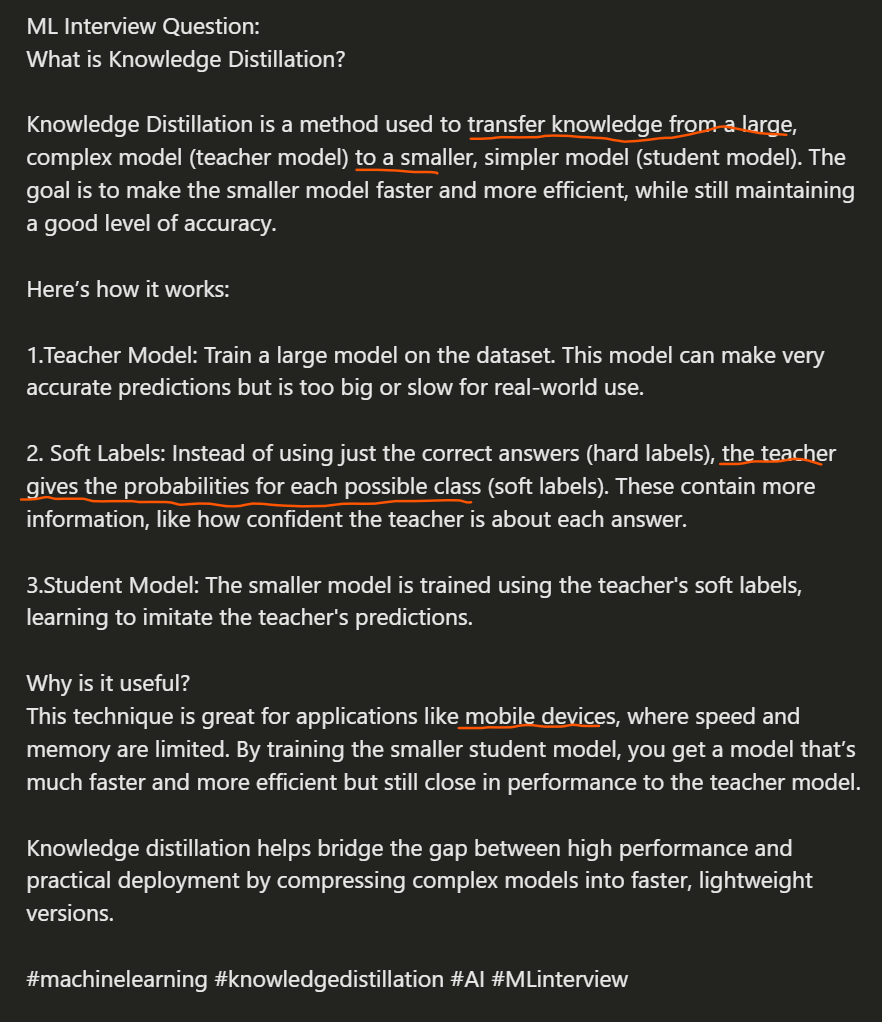 ML Interview Question:
What is Knowledge Distillation?
Knowledge Distillation is a method used to transfer knowledge from a large,
complex model (teacher model) to a smaller, simpler model (student model). The
goal is to make the smaller model faster and more efficient, while still maintaining
a good level of accuracy.
Here’s how it works:
1.Teacher Model: Train a large model on the dataset. This model can make very
accurate predictions but is too big or slow for real-world use.
2. Soft Labels: Instead of using just the correct answers (hard labels), the teacher
gives the probabilities for each possible class (soft labels). These contain more
information, like how confident the teacher is about each answer.
3.Student Model: The smaller model is trained using the teacher's soft labels,
learning to imitate the teacher's predictions.
Why is it useful?
This technique is great for applications like mobile devices, where speed and
memory are limited. By training the smaller student model, you get a model that’s
much faster and more efficient but still close in performance to the teacher model.
Knowledge distillation helps bridge the gap between high performance and
practical deployment by compressing complex models into faster, lightweight
versions.
#machinelearning #knowledgedistillation #AI #MLinterview